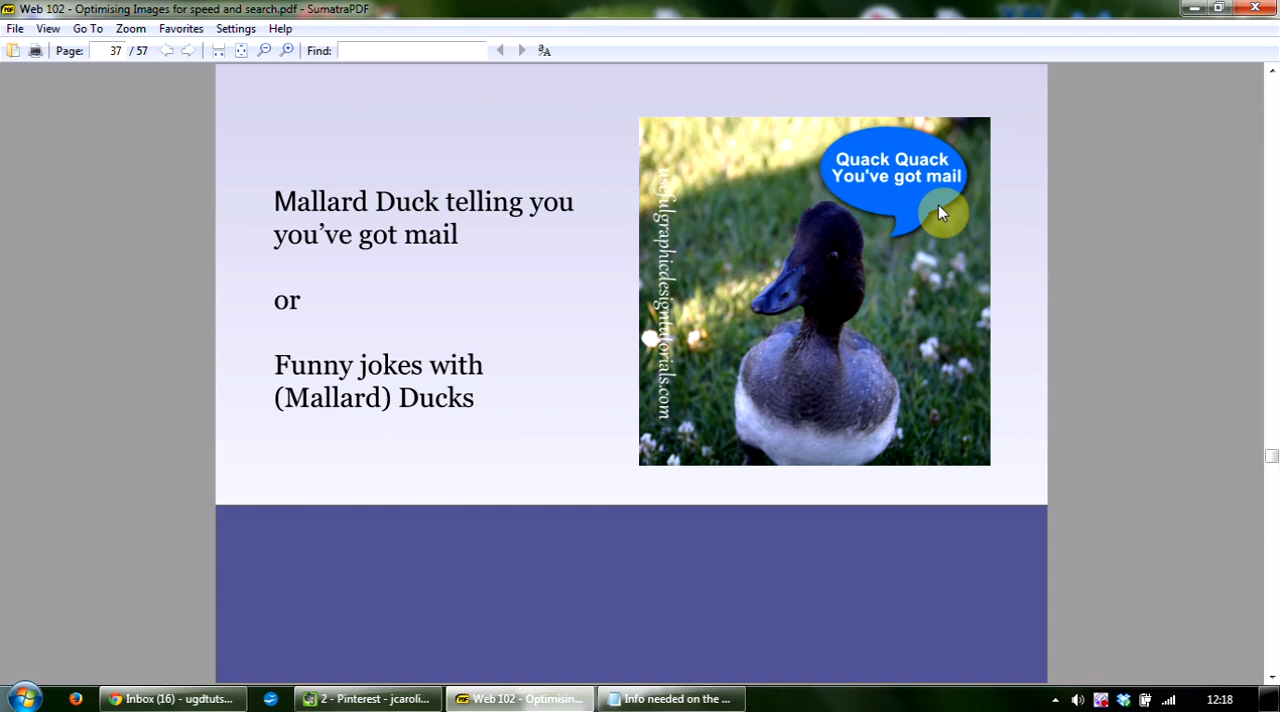 Web 102 - Optimising Images for speed and search.pdf - SumatraPDF
File View Go To Zoom Favorites Settings Help
Page: 37 / 57 Find:
Mallard Duck telling you
you’ve got mail
or
Funny jokes with
(Mallard) Ducks
Quack Quack
You've got mail
usefulgraphicdesigntutorials.com
Inbox (16) - ugdtuts...
2 - Pinterest - jcaroli...
Web 102 - Optimisin...
Info needed on the ...
12:18